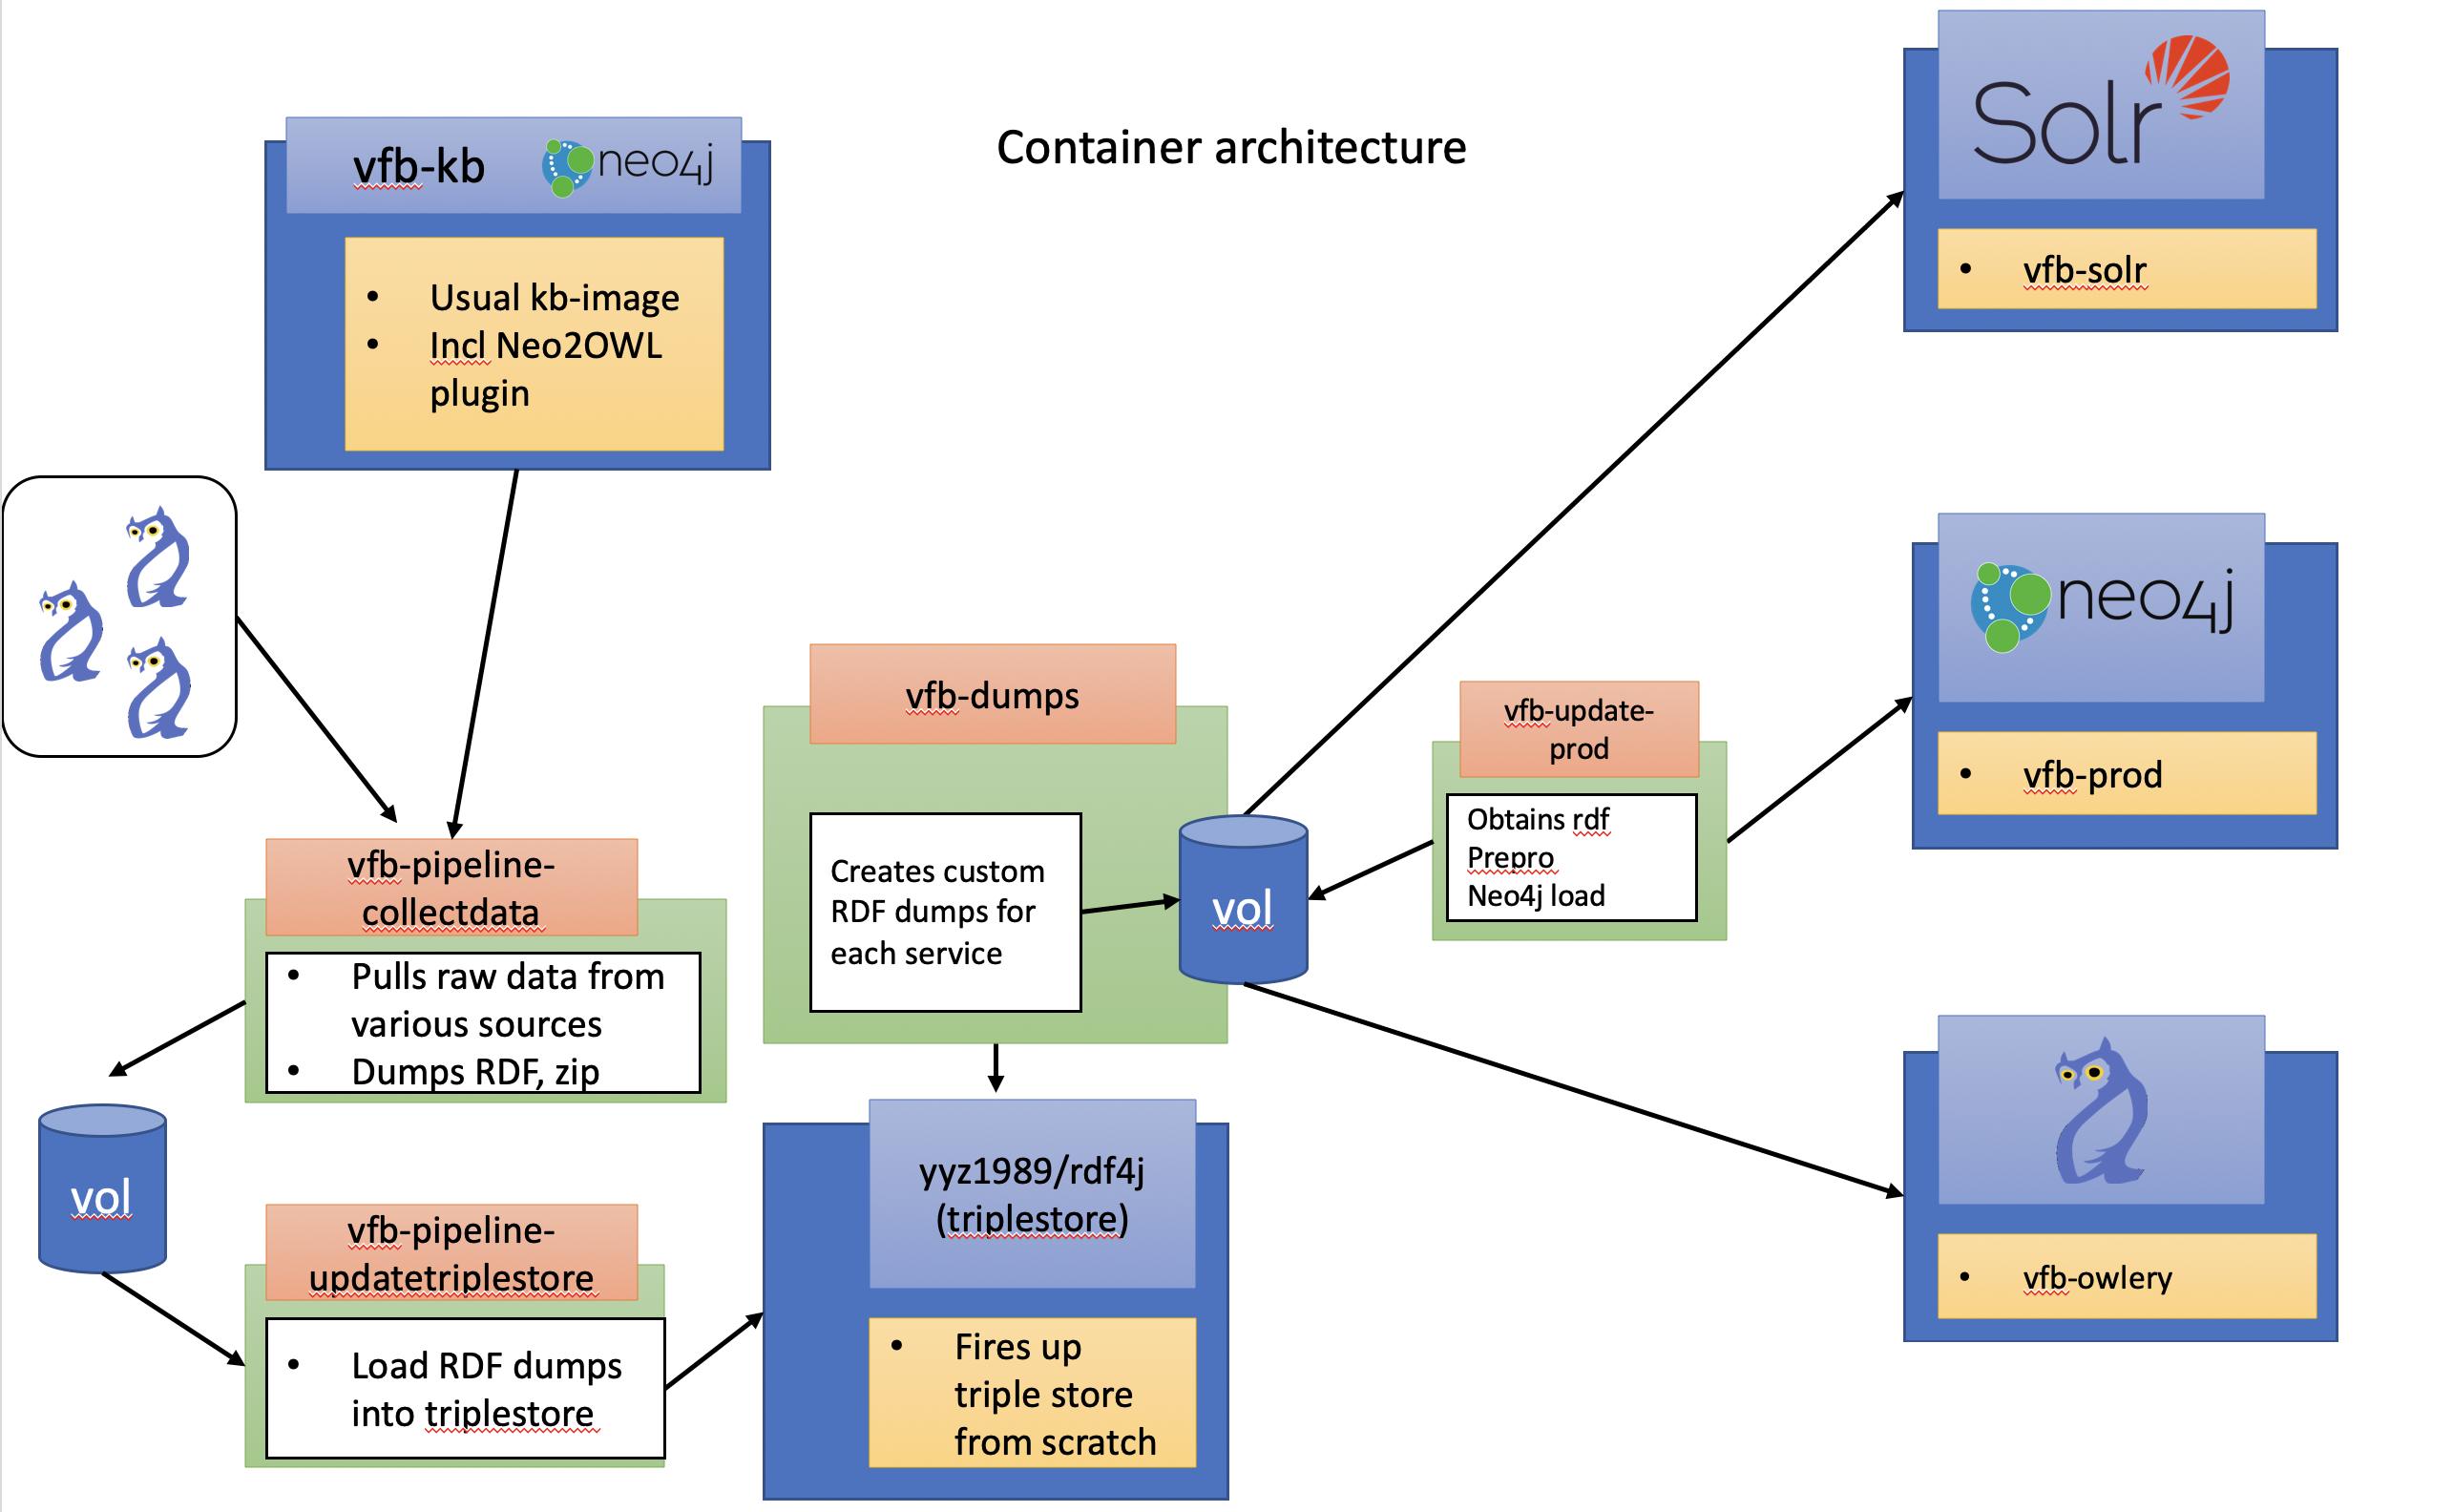 Container architecture
vfb-kb
neo4j
• Usual kb-image
• Incl Neo2OWL
plugin
vfb-pipeline-
collectdata
• Pulls raw data from
various sources
• Dumps RDF, zip
vol
vfb-pipeline-
updatetriplestore
• Load RDF dumps
into triplestore
vfb-dumps
Creates custom
RDF dumps for
each service
vol
yyz1989/rdf4j
(triplestore)
• Fires up
triple store
from scratch
vfb-update-
prod
Obtains rdf
Prepro
Neo4j load
Solr
• vfb-solr
neo4j
• vfb-prod
• vfb-owlery